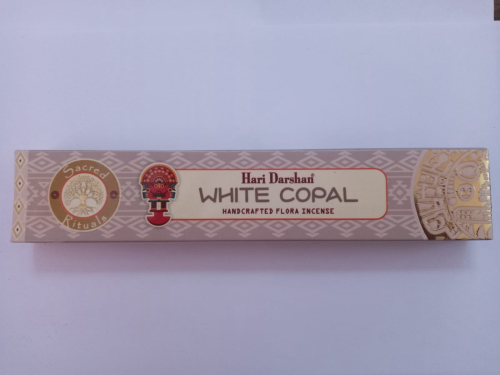 Sacred
Rituals
Hari Darshan®
WHITE COPAL
HANDCRAFTED FLORA INCENSE